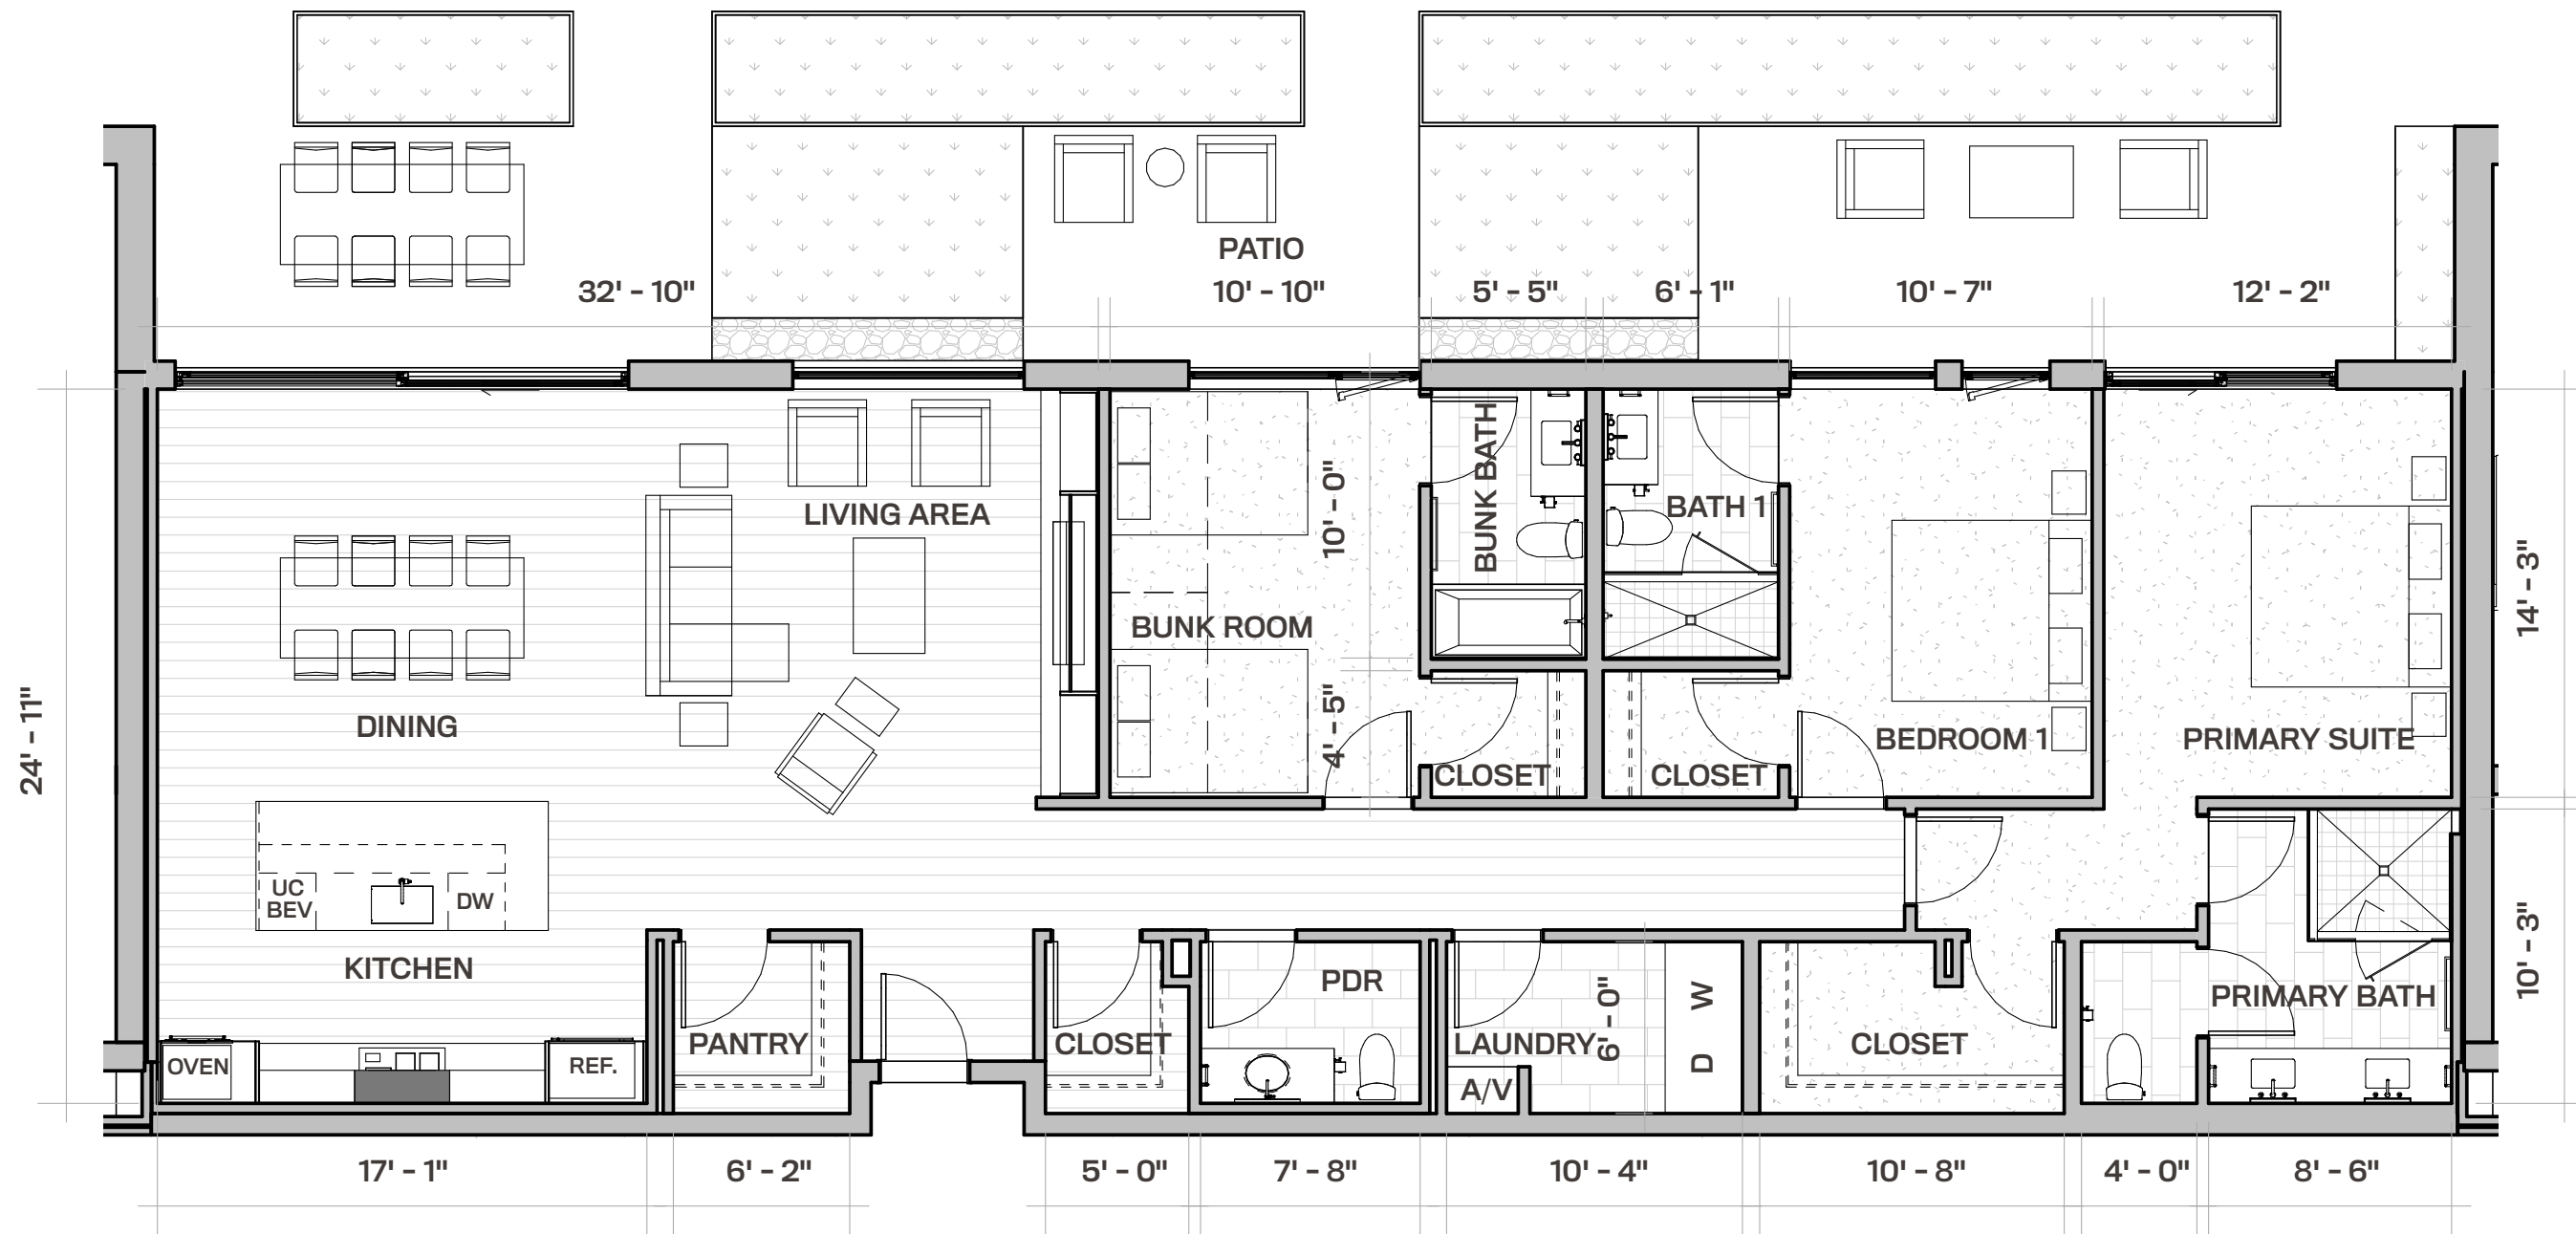 PATIO
32' - 10"
10' - 10"
5' - 5"
6' - 1"
10' - 7"
12' - 2"
LIVING AREA
BUNK BATH
BATH 1
10' - 0"
14' - 3"
BUNK ROOM
DINING
24' - 11"
4' - 5"
CLOSET
CLOSET
BEDROOM 1
PRIMARY SUITE
UC
BEV
DW
KITCHEN
PDR
6' - 0"
W
D
PRIMARY BATH
10' - 3"
OVEN
REF.
PANTRY
CLOSET
LAUNDRY
A/V
CLOSET
17' - 1"
6' - 2"
5' - 0"
7' - 8"
10' - 4"
10' - 8"
4' - 0"
8' - 6"